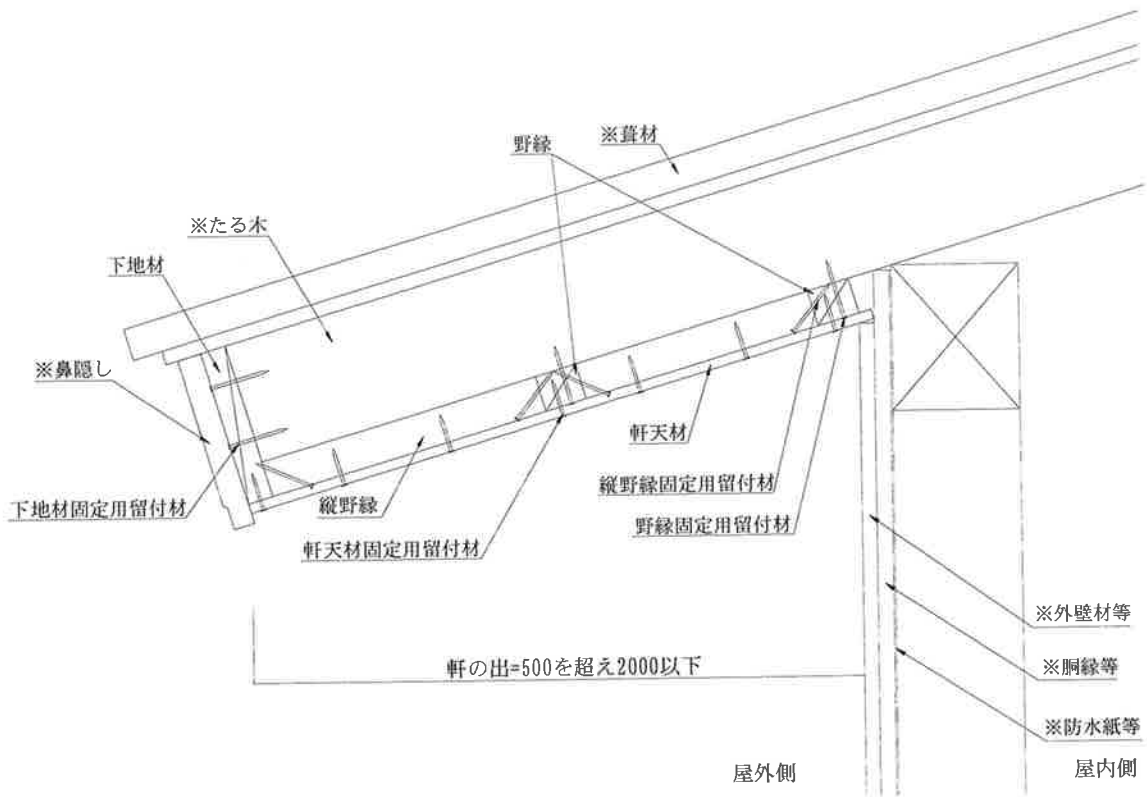 ※葺材
野縁
※たる木
下地材
※鼻隠し
軒天材
縦野縁固定用留付材
下地材固定用留付材
縦野縁
野縁固定用留付材
軒天材固定用留付材
※外壁材等
軒の出=500を超え2000以下
※胴縁等
※防水紙等
屋外側
屋内側